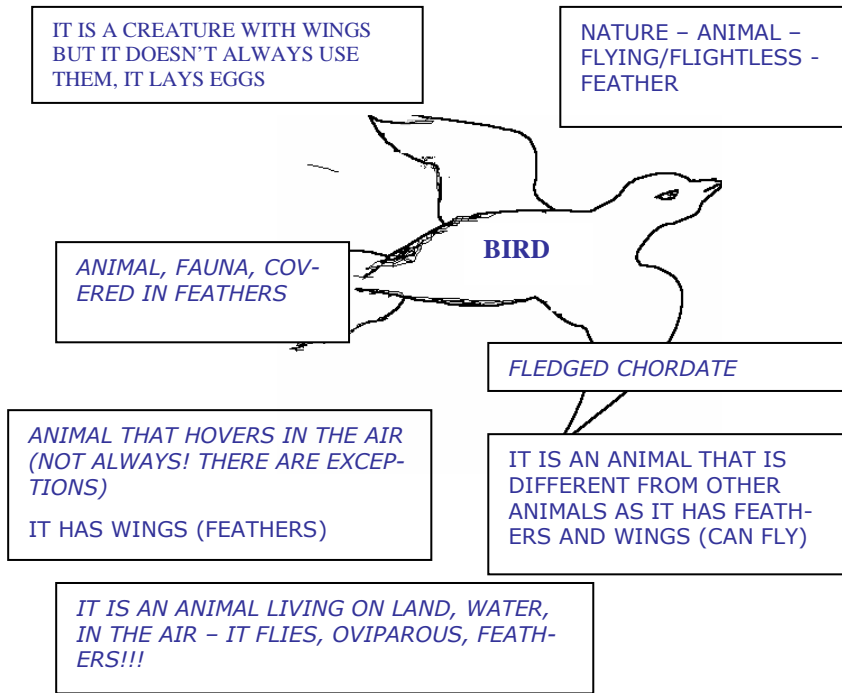 IT IS A CREATURE WITH WINGS
BUT IT DOESN'T ALWAYS USE
THEM, IT LAYS EGGS
NATURE – ANIMAL –
FLYING/FLIGHTLESS -
FEATHER
BIRD
ANIMAL, FAUNA, COV-
ERED IN FEATHERS
FLEDGED CHORDATE
ANIMAL THAT HOVERS IN THE AIR
(NOT ALWAYS! THERE ARE EXCEP-
TIONS)
IT HAS WINGS (FEATHERS)
IT IS AN ANIMAL THAT IS
DIFFERENT FROM OTHER
ANIMALS AS IT HAS FEATH-
ERS AND WINGS (CAN FLY)
IT IS AN ANIMAL LIVING ON LAND, WATER,
IN THE AIR – IT FLIES, OVIPAROUS, FEATH-
ERS!!!